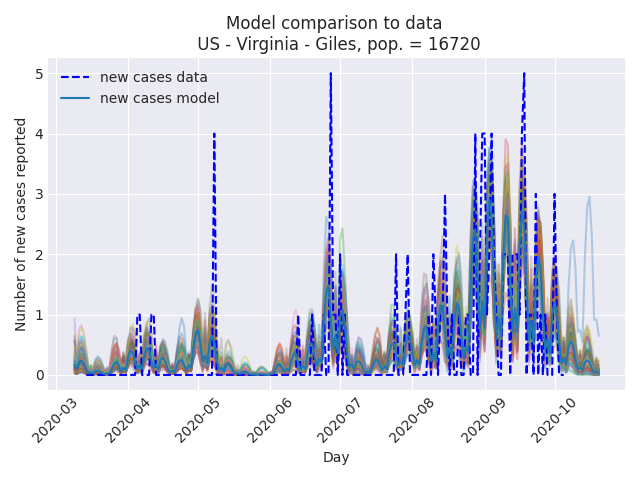 Model comparison to data
US - Virginia - Giles, pop. = 16720
new cases data
new cases model
Number of new cases reported
5
4
3
2
1
0
2020-03
2020-04
2020-05
2020-06
2020-07
2020-08
2020-09
2020-10
Day